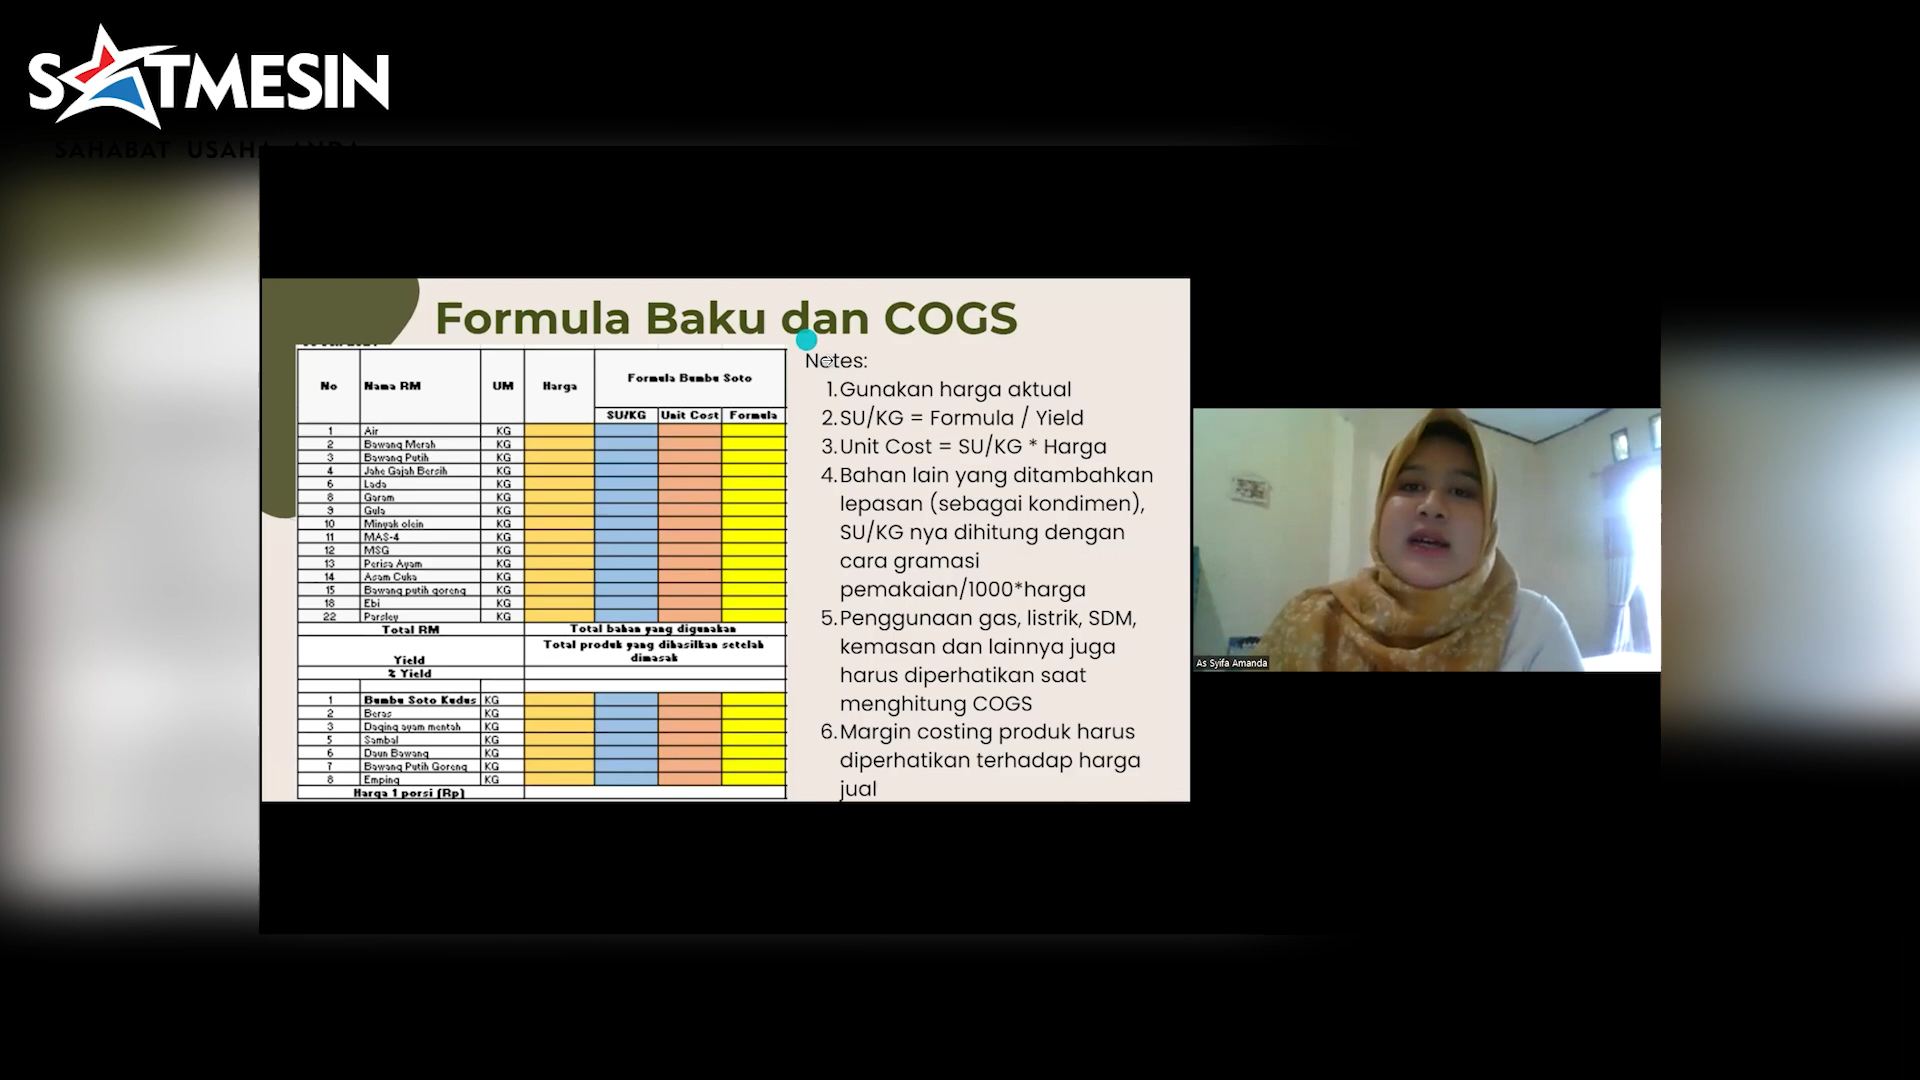 SATMESIN
SAHABAT USAHA ANDA
Formula Baku dan COGS
No Nama RM UM Harga Formula Bumbu Soto
SU/KG Unit Cost Formula
1 Air KG
2 Bawang Merah KG
3 Bawang Putih KG
4 Jahe Gajah Bersih KG
6 Lada KG
8 Garam KG
9 Gula KG
10 Minyak olein KG
11 MAS-4 KG
12 MSG KG
13 Perisa Ayam KG
14 Asam Cuka KG
15 Bawang putih goreng KG
18 Ebi KG
22 Parsley KG
Total RM Total bahan yang digunakan
Yield Total produk yang dihasilkan setelah
dimasak
% Yield
1 Bumbu Soto Kudus KG
2 Beras KG
3 Daging ayam mentah KG
5 Sambal KG
6 Daun Bawang KG
7 Bawang Putih Goreng KG
8 Emping KG
Harga 1 porsi (Rp)
Notes:
1. Gunakan harga aktual
2. SU/KG = Formula / Yield
3. Unit Cost = SU/KG * Harga
4. Bahan lain yang ditambahkan
lepasan (sebagai kondimen),
SU/KG nya dihitung dengan
cara gramasi
pemakaian/1000*harga
5. Penggunaan gas, listrik, SDM,
kemasan dan lainnya juga
harus diperhatikan saat
menghitung COGS
6. Margin costing produk harus
diperhatikan terhadap harga
jual
As Syifa Amanda